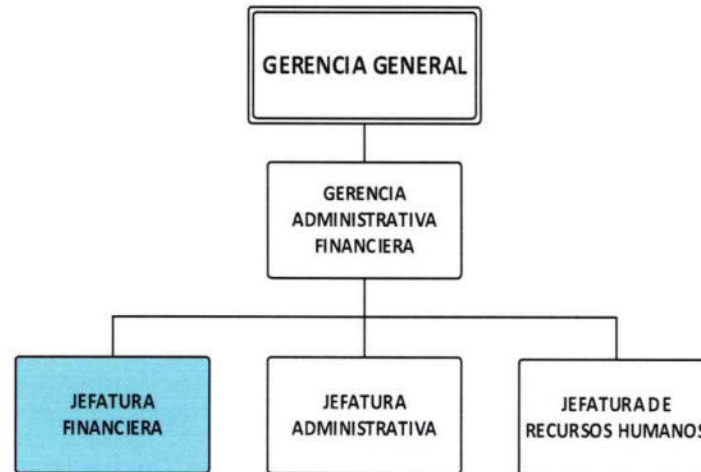 GERENCIA GENERAL
GERENCIA
ADMINISTRATIVA
FINANCIERA
JEFATURA
FINANCIERA
JEFATURA
ADMINISTRATIVA
JEFATURA DE
RECURSOS HUMANOS